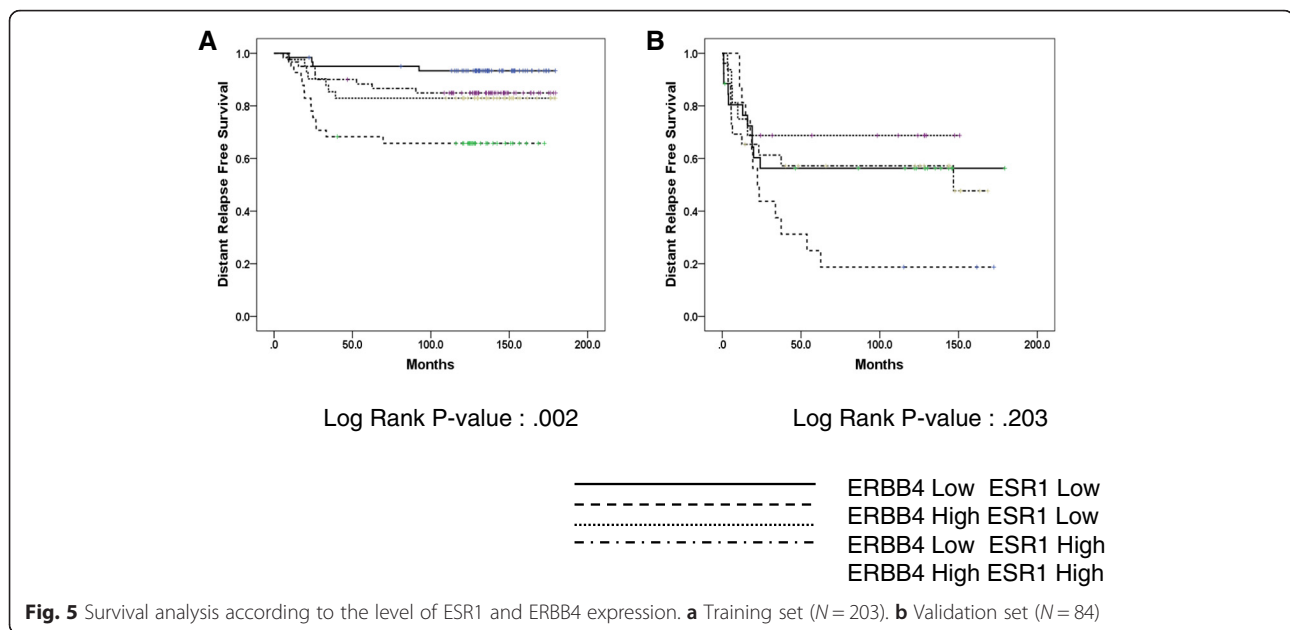 A
B
Distant Relapse Free Survival
1.0
0.8
0.6
0.4
0.2
0.0
.0 50.0 100.0 150.0 200.0
Months
Distant Relapse Free Survival
1.0
0.8
0.6
0.4
0.2
0.0
.0 50.0 100.0 150.0 200.0
Months
Log Rank P-value : .002
Log Rank P-value : .203
ERBB4 Low ESR1 Low
ERBB4 High ESR1 Low
ERBB4 Low ESR1 High
ERBB4 High ESR1 High
Fig. 5 Survival analysis according to the level of ESR1 and ERBB4 expression. a Training set (N = 203). b Validation set (N = 84)